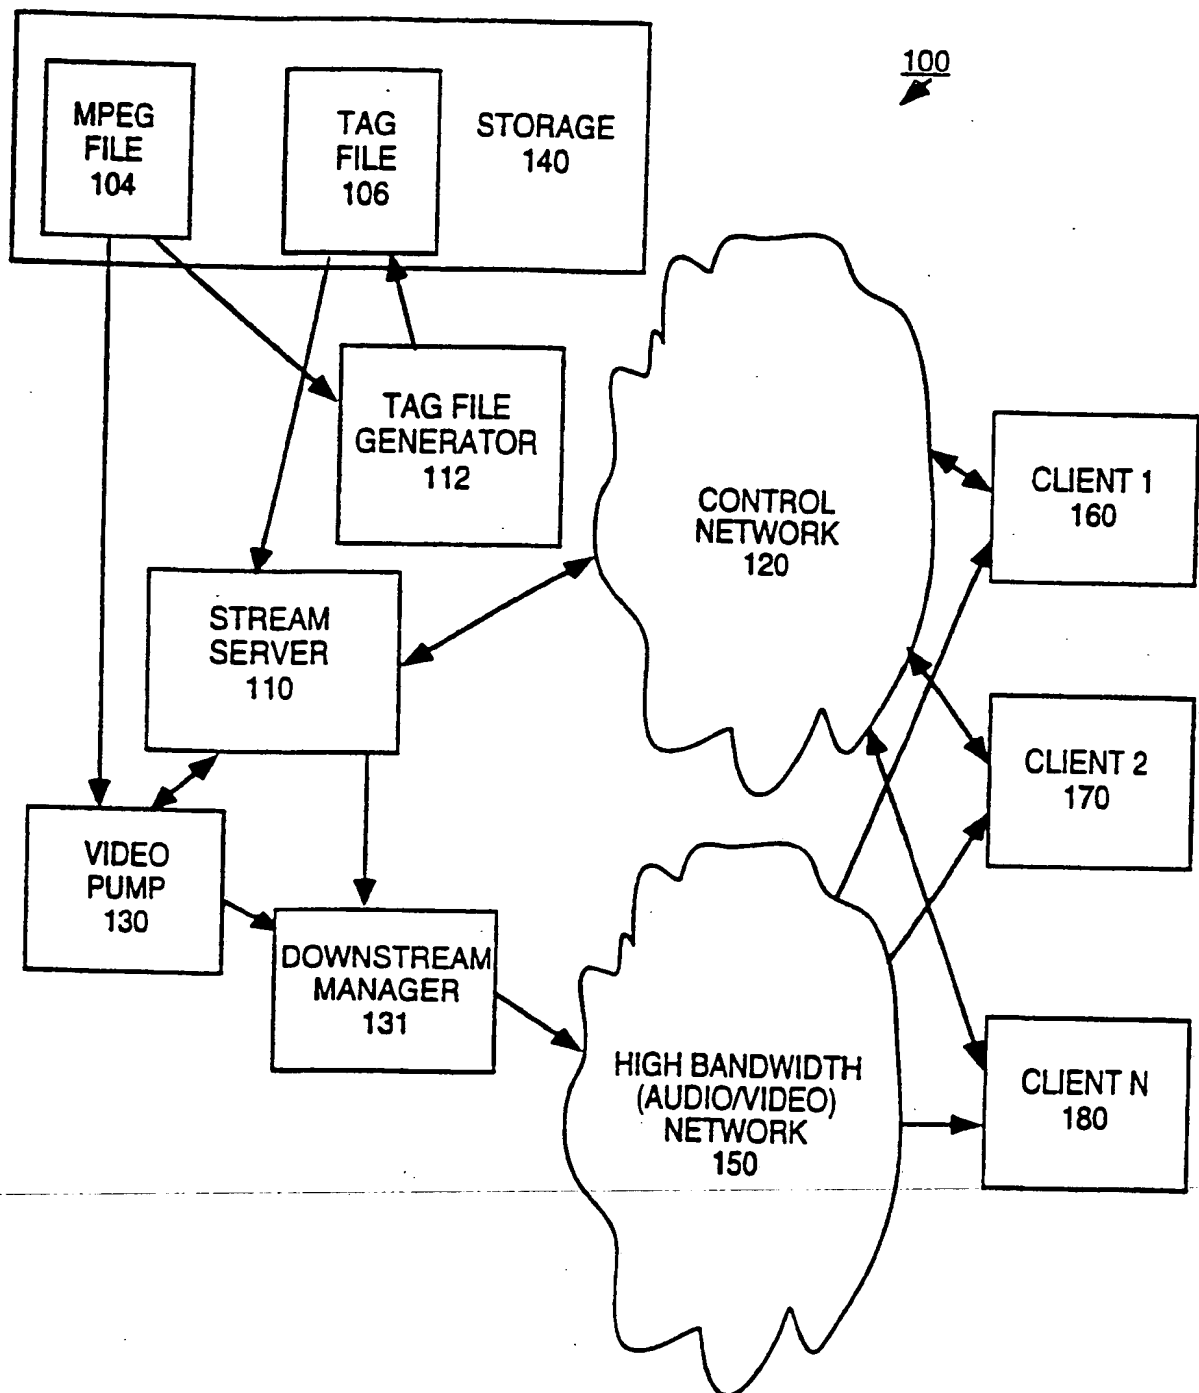 100
MPEG
FILE
104
TAG
FILE
106
STORAGE
140
TAG FILE
GENERATOR
112
CONTROL
NETWORK
120
CLIENT 1
160
STREAM
SERVER
110
CLIENT 2
170
VIDEO
PUMP
130
DOWNSTREAM
MANAGER
131
HIGH BANDWIDTH
(AUDIO/VIDEO)
NETWORK
150
CLIENT N
180